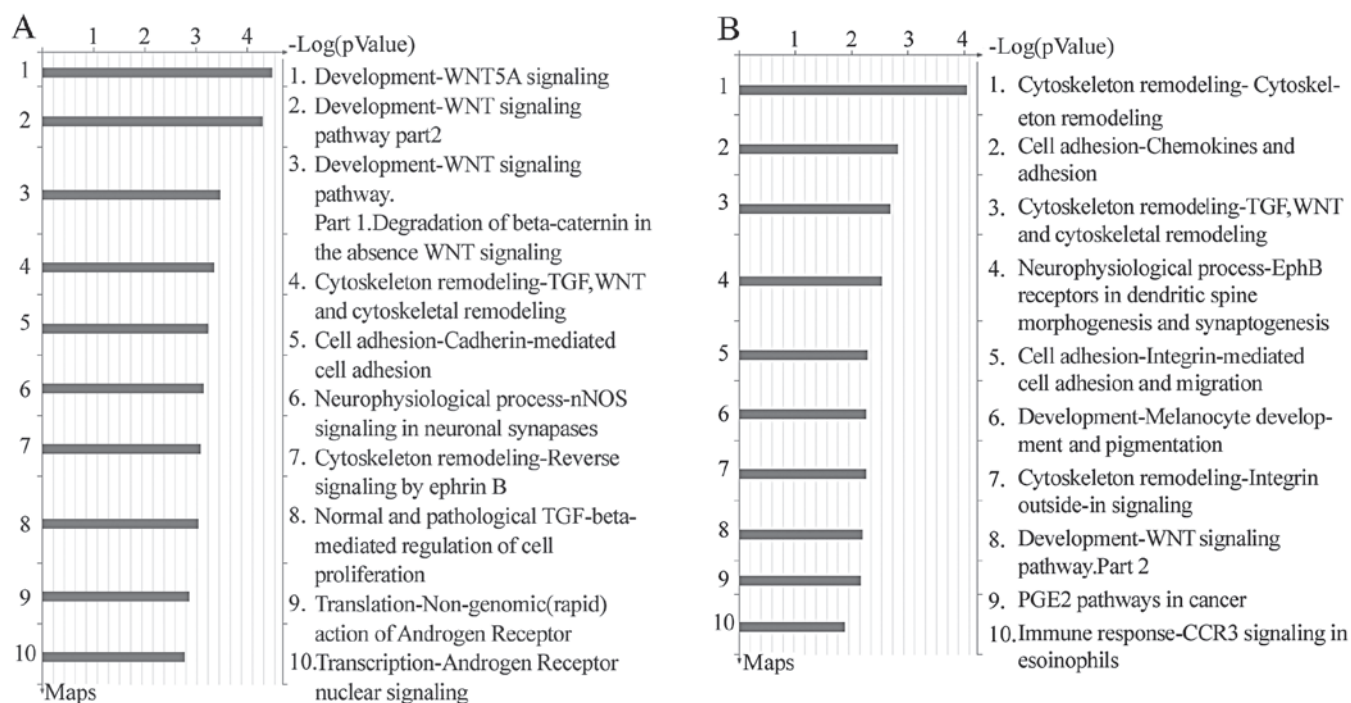 A
1 2 3 4
-Log(pValue)
1
2
3
4
5
6
7
8
9
10
Maps
1. Development-WNT5A signaling
2. Development-WNT signaling
pathway part2
3. Development-WNT signaling
pathway.
Part 1.Degradation of beta-caternin in
the absence WNT signaling
4. Cytoskeleton remodeling-TGF,WNT
and cytoskeletal remodeling
5. Cell adhesion-Cadherin-mediated
cell adhesion
6. Neurophysiological process-nNOS
signaling in neuronal synapases
7. Cytoskeleton remodeling-Reverse
signaling by ephrin B
8. Normal and pathological TGF-beta-
mediated regulation of cell
proliferation
9. Translation-Non-genomic(rapid)
action of Androgen Receptor
10.Transcription-Androgen Receptor
nuclear signaling
B
1 2 3 4
-Log(pValue)
1
2
3
4
5
6
7
8
9
10
Maps
1. Cytoskeleton remodeling- Cytoskel-
eton remodeling
2. Cell adhesion-Chemokines and
adhesion
3. Cytoskeleton remodeling-TGF,WNT
and cytoskeletal remodeling
4. Neurophysiological process-EphB
receptors in dendritic spine
morphogenesis and synaptogenesis
5. Cell adhesion-Integrin-mediated
cell adhesion and migration
6. Development-Melanocyte develop-
ment and pigmentation
7. Cytoskeleton remodeling-Integrin
outside-in signaling
8. Development-WNT signaling
pathway.Part 2
9. PGE2 pathways in cancer
10.Immune response-CCR3 signaling in
esoinophils